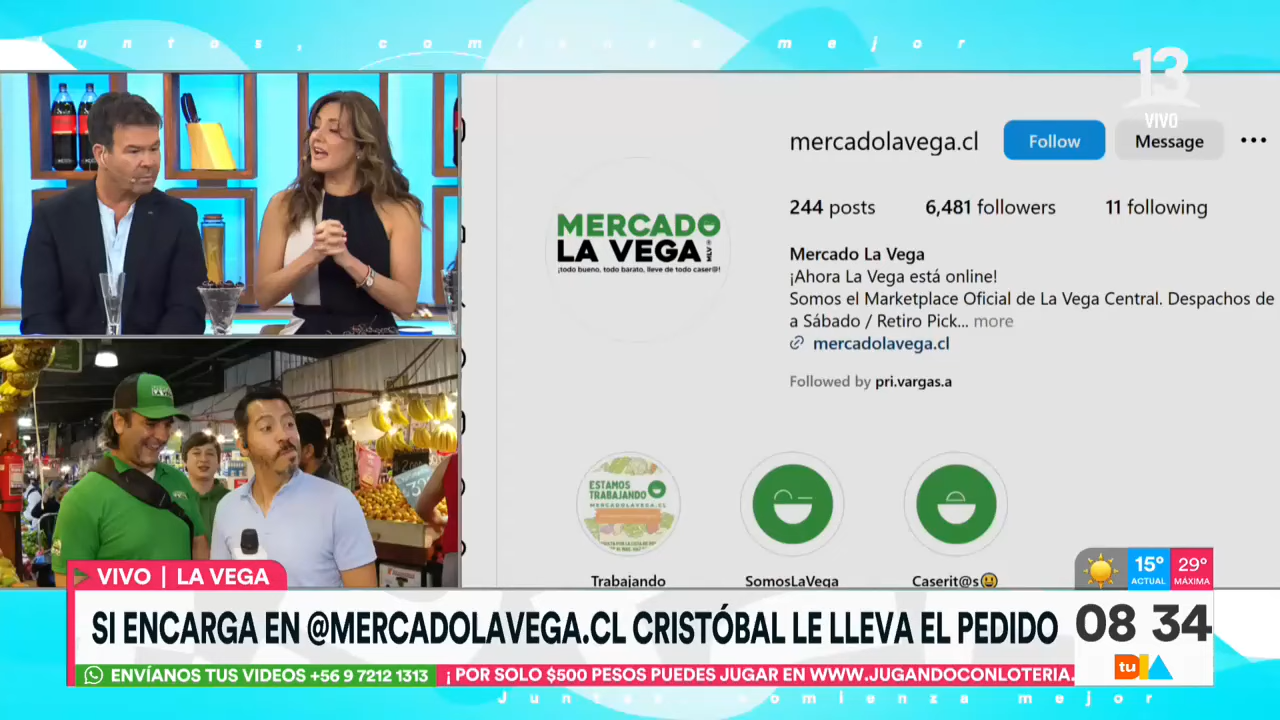 Juntos, comienza mejor
13
VIVO
mercadolavega.cl
Follow
Message
244 posts
6,481 followers
11 following
MERCADO
LA VEGA
¡todo bueno, todo barato, lleve de todo caser@!
Mercado La Vega
¡Ahora La Vega está online!
Somos el Marketplace Oficial de La Vega Central. Despachos de
a Sábado / Retiro Pick... more
mercadolavega.cl
Followed by pri.vargas.a
ESTAMOS
TRABAJANDO
MERCADOLAVEGA.CL
Trabajando
SomosLaVega
Caserit@s😃
VIVO | LA VEGA
15°
ACTUAL
29°
MÁXIMA
SI ENCARGA EN @MERCADOLAVEGA.CL CRISTÓBAL LE LLEVA EL PEDIDO
08 34
ENVÍANOS TUS VIDEOS +56 9 7212 1313
¡ POR SOLO $500 PESOS PUEDES JUGAR EN WWW.JUGANDOCONLOTERIA.
tu DIA
Juntos, comienza mejor